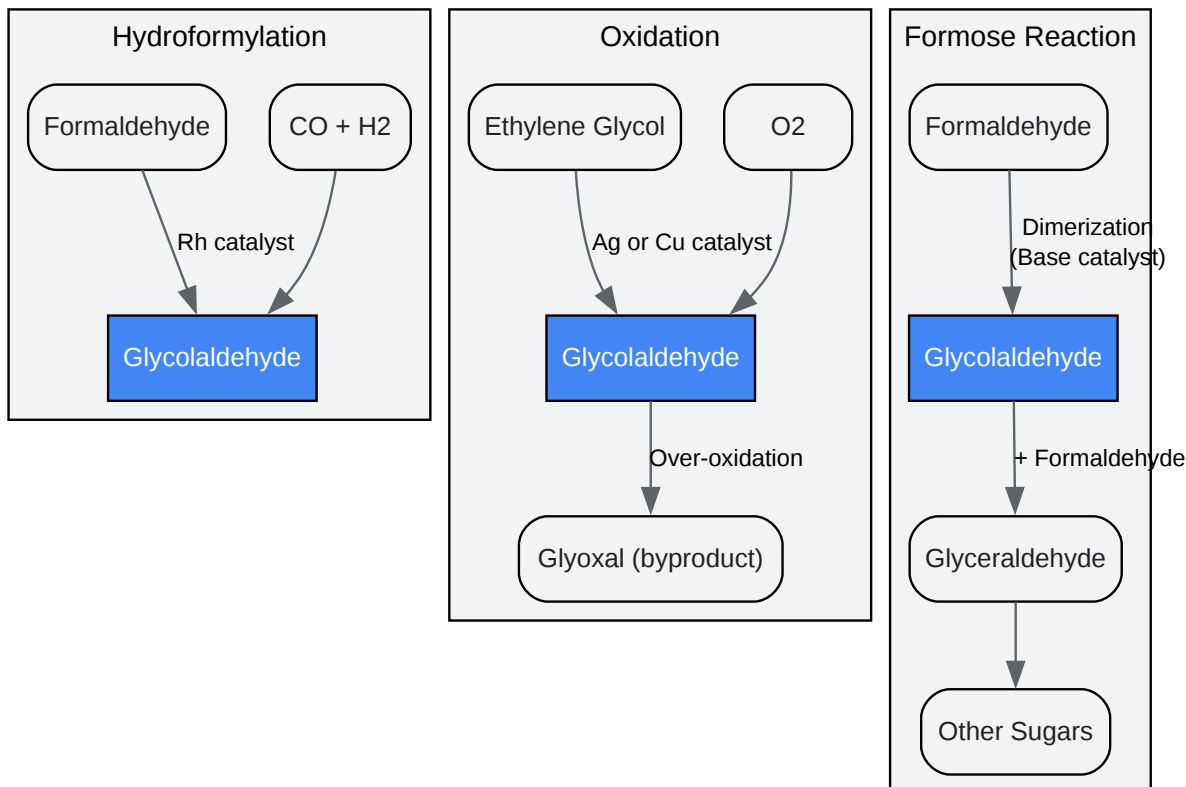 Hydroformylation
Formaldehyde
CO + H2
Rh catalyst
Glycolaldehyde
Oxidation
Ethylene Glycol
O2
Ag or Cu catalyst
Glycolaldehyde
Over-oxidation
Glyoxal (byproduct)
Formose Reaction
Formaldehyde
Dimerization
(Base catalyst)
Glycolaldehyde
+ Formaldehyde
Glyceraldehyde
Other Sugars